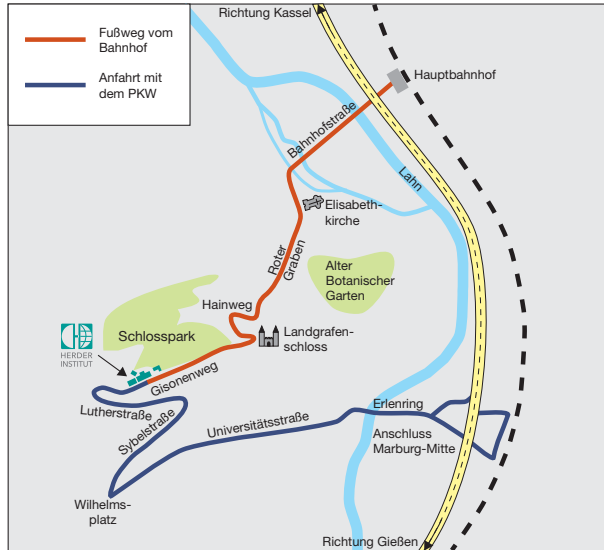 Fußweg vom
Bahnhof
Anfahrt mit
dem PKW
Richtung Kassel
Hauptbahnhof
Bahnhofstraße
Lahn
Elisabeth-
kirche
Roter
Graben
Alter
Botanischer
Garten
Hainweg
Schlosspark
Landgrafen-
schloss
HERDER
INSTITUT
Gisonenweg
Lutherstraße
Sybelstraße
Universitätsstraße
Erlenring
Anschluss
Marburg-Mitte
Wilhelms-
platz
Richtung Gießen